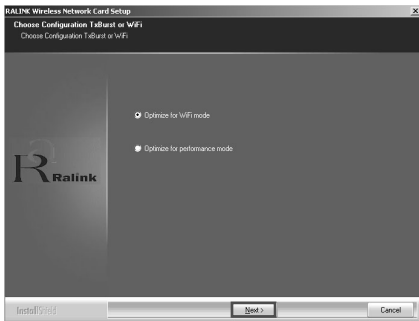 RALINK Wireless Network Card Setup
Choose Configuration TxBurst or WiFi
Choose Configuration TxBurst or WiFi
Optimize for WiFi mode
Optimize for performance mode
Ralink
InstallShield
Next >
Cancel